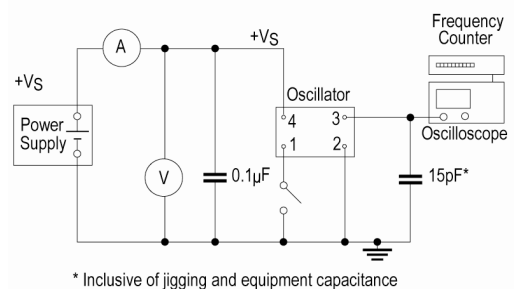 Frequency
Counter
+VS
A
Oscillator
+VS
Power
Supply
4
3
1
2
Oscilloscope
V
0.1µF
15pF*
* Inclusive of jigging and equipment capacitance